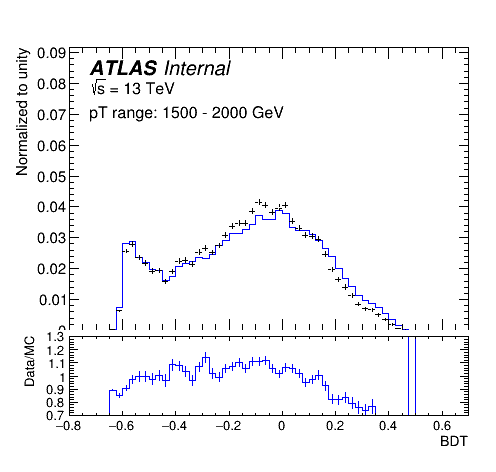 ATLAS Internal
√s = 13 TeV
pT range: 1500 - 2000 GeV
Normalized to unity
0.09
0.08
0.07
0.06
0.05
0.04
0.03
0.02
0.01
0
Data/MC
1.3
1.2
1.1
1
0.9
0.8
0.7
−0.8 −0.6 −0.4 −0.2 0 0.2 0.4 0.6
BDT